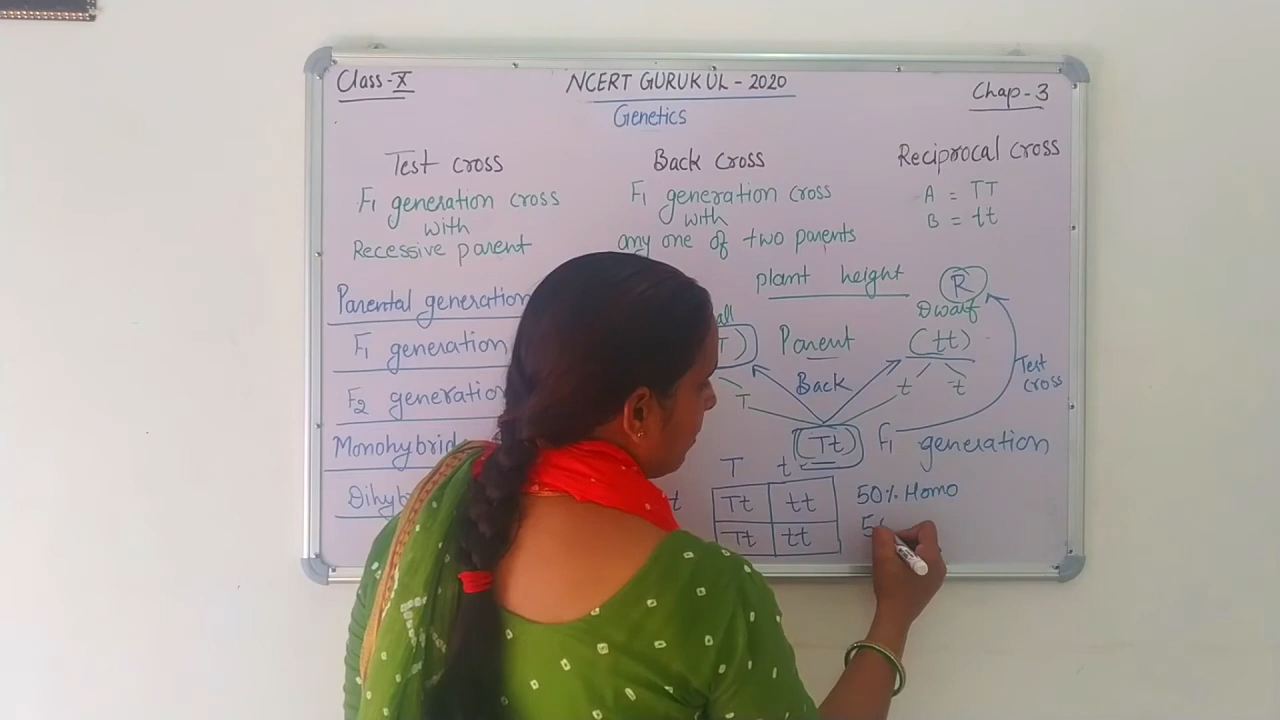 Class-X
NCERT GURUKUL - 2020
Chap-3
Genetics
Test cross
F1 generation cross
with
Recessive parent
Back cross
F1 generation cross
with
any one of two parents
Reciprocal cross
A = TT
B = tt
plant height
R
Parental generation
F1 generation
F2 generation
Monohybrid
Parent
Dwarf
(tt)
Back
Test
cross
T
t t
(Tt) F1 generation
T t
t
Tt tt
Tt tt
50% Homo